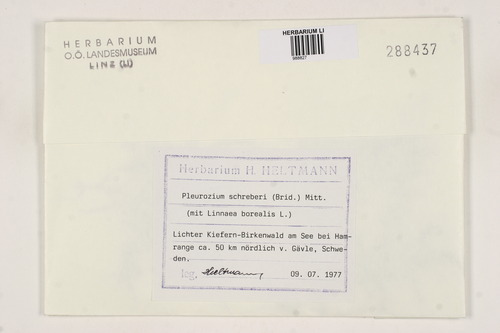 HERBARIUM
O.Ö. LANDESMUSEUM
LINZ (LI)
HERBARIUM LI
288437
Herbarium H. HELTMANN
Pleurozium schreberi (Brid.) Mitt.
(mit Linnaea borealis L.)
Lichter Kiefern-Birkenwald am See bei Ham-
range ca. 50 km nördlich v. Gävle, Schwe-
den.
leg. Heltmann 09. 07. 1977